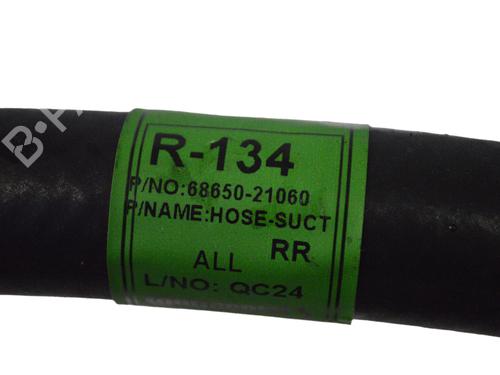 R-134
P/NO:68650-21060
P/NAME:HOSE-SUCT
RR
ALL
L/NO: QC24